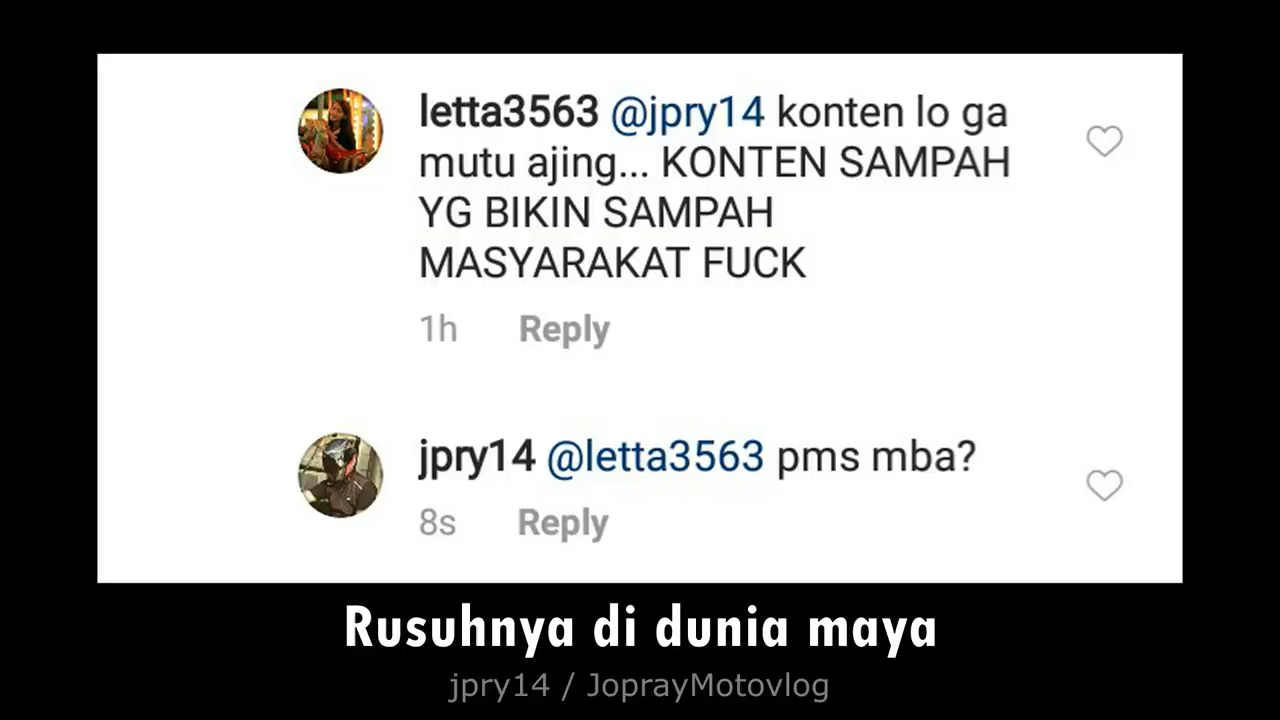 letta3563 @jpry14 konten lo ga
mutu ajing... KONTEN SAMPAH
YG BIKIN SAMPAH
MASYARAKAT FUCK
1h Reply
jpry14 @letta3563 pms mba?
8s Reply
Rusuhnya di dunia maya
jpry14 / JoprayMotovlog